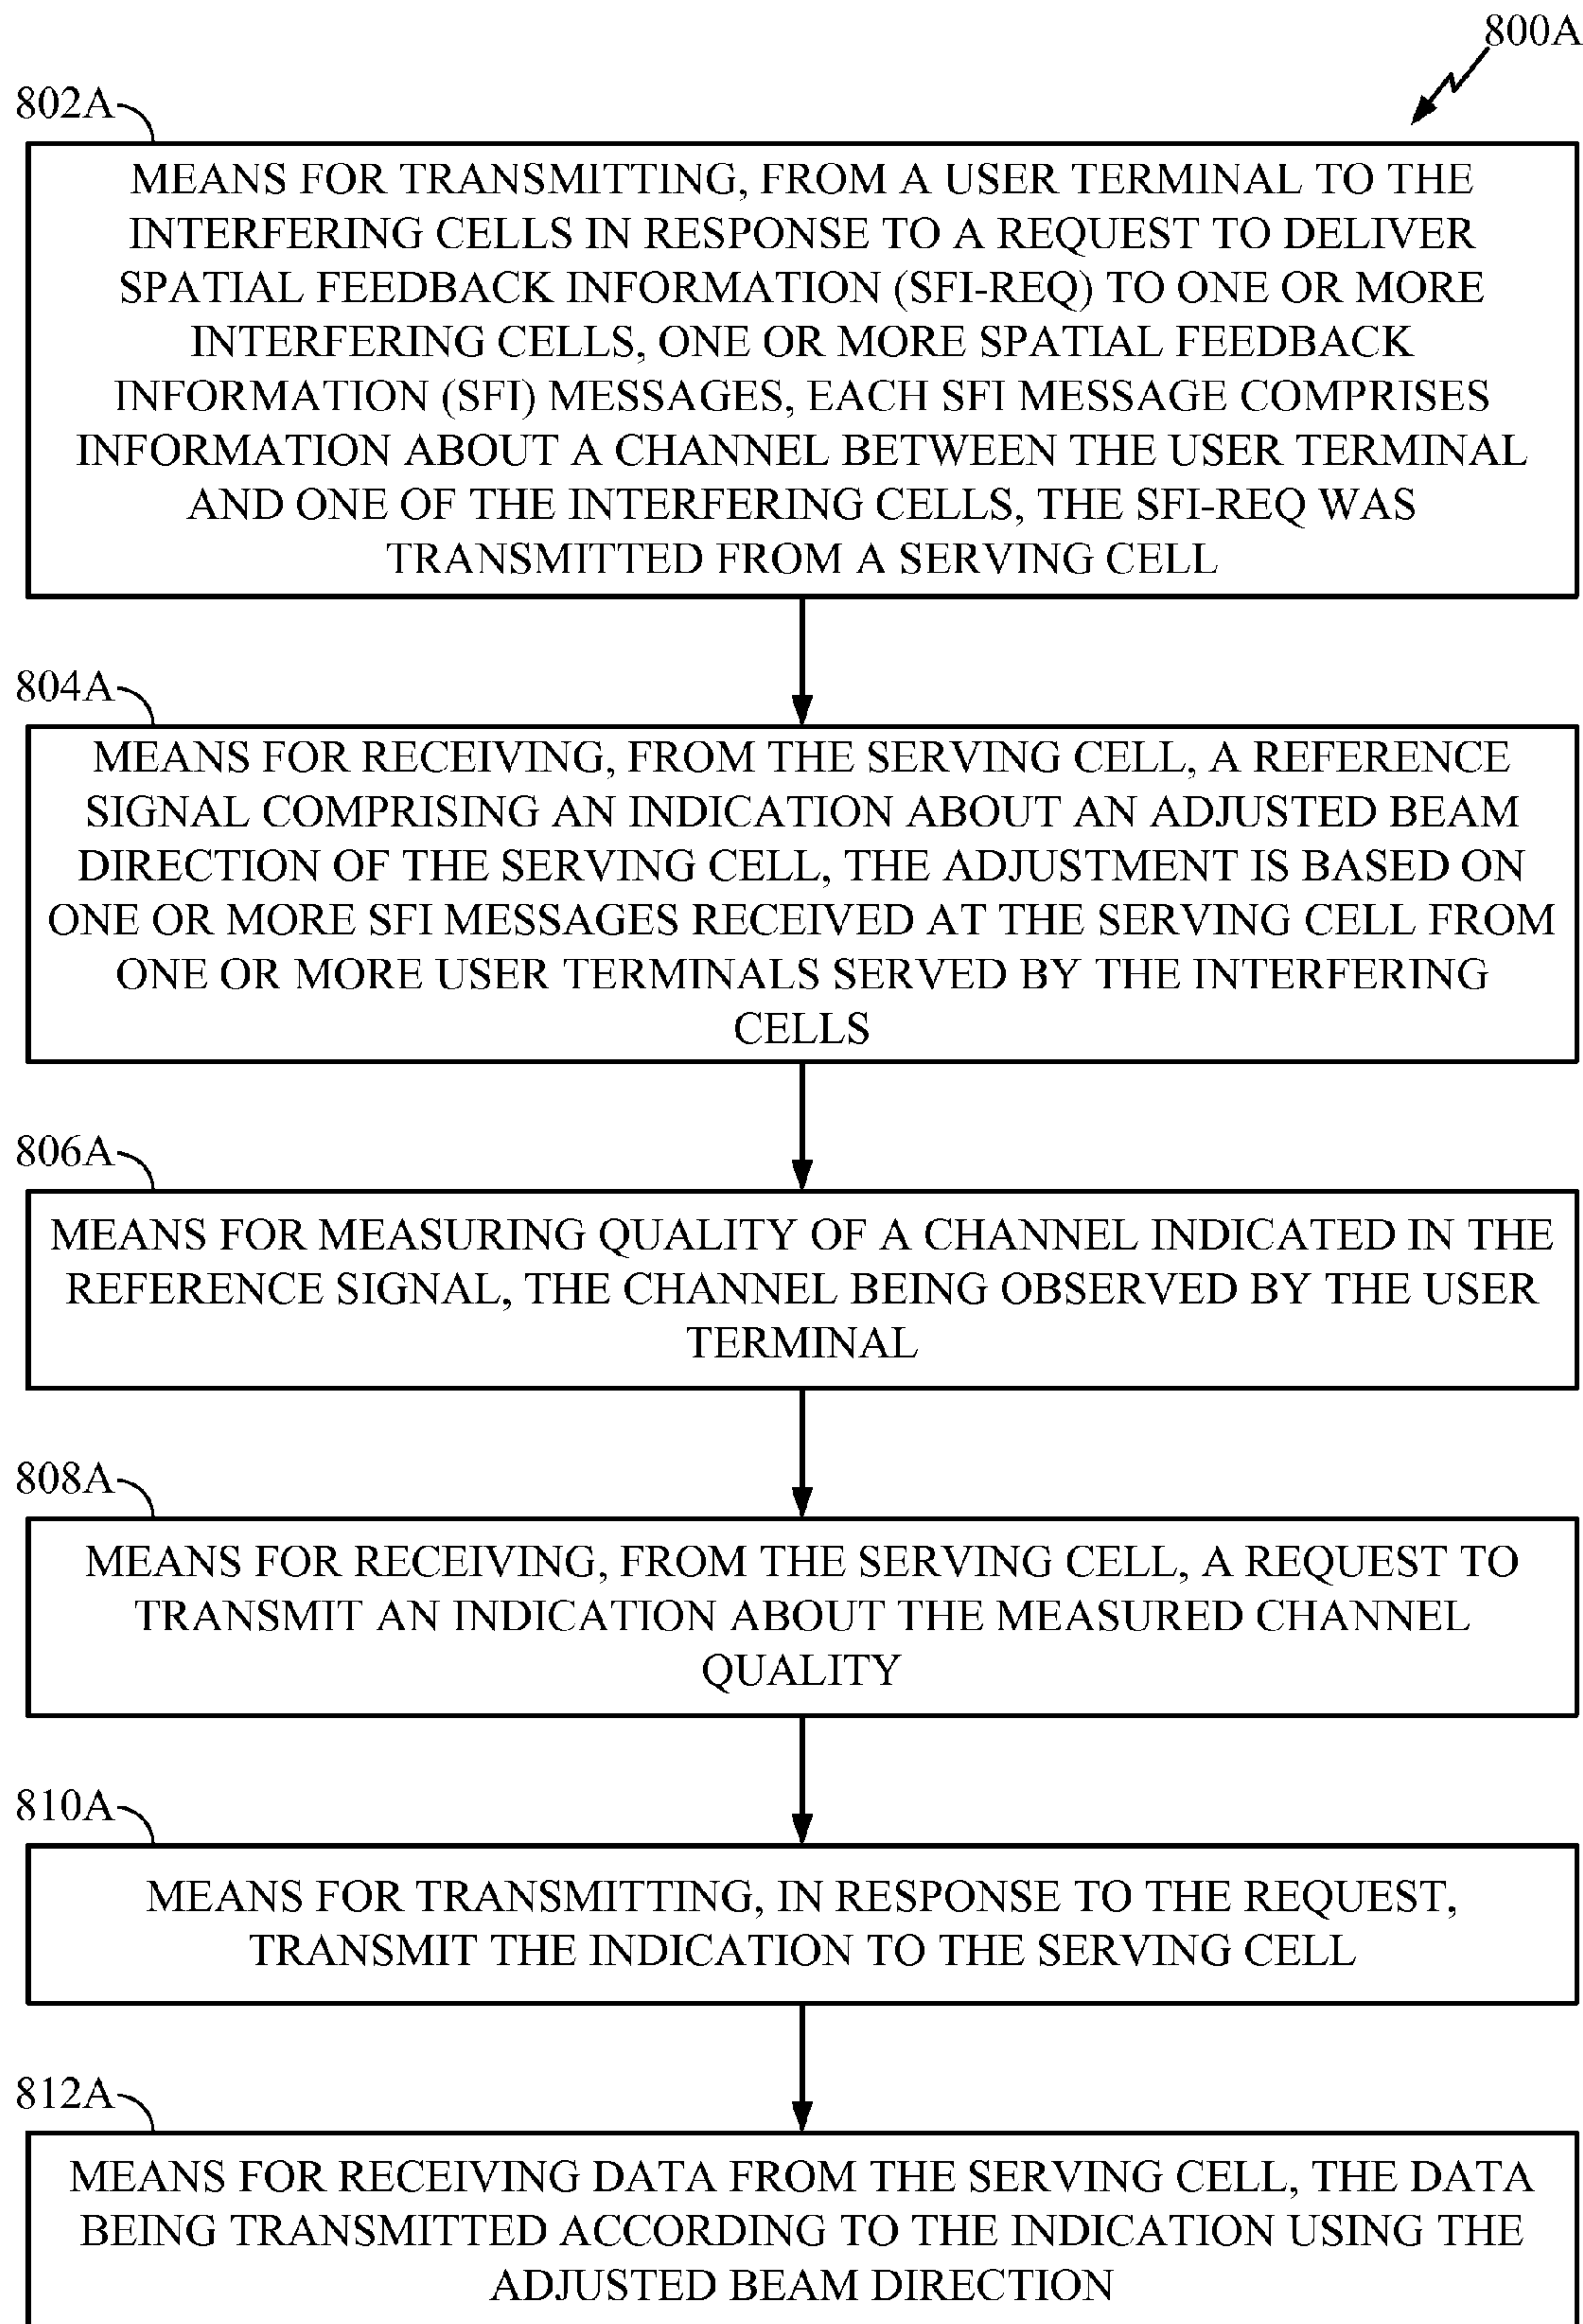 800A
802A
MEANS FOR TRANSMITTING, FROM A USER TERMINAL TO THE
INTERFERING CELLS IN RESPONSE TO A REQUEST TO DELIVER
SPATIAL FEEDBACK INFORMATION (SFI-REQ) TO ONE OR MORE
INTERFERING CELLS, ONE OR MORE SPATIAL FEEDBACK
INFORMATION (SFI) MESSAGES, EACH SFI MESSAGE COMPRISES
INFORMATION ABOUT A CHANNEL BETWEEN THE USER TERMINAL
AND ONE OF THE INTERFERING CELLS, THE SFI-REQ WAS
TRANSMITTED FROM A SERVING CELL
804A
MEANS FOR RECEIVING, FROM THE SERVING CELL, A REFERENCE
SIGNAL COMPRISING AN INDICATION ABOUT AN ADJUSTED BEAM
DIRECTION OF THE SERVING CELL, THE ADJUSTMENT IS BASED ON
ONE OR MORE SFI MESSAGES RECEIVED AT THE SERVING CELL FROM
ONE OR MORE USER TERMINALS SERVED BY THE INTERFERING
CELLS
806A
MEANS FOR MEASURING QUALITY OF A CHANNEL INDICATED IN THE
REFERENCE SIGNAL, THE CHANNEL BEING OBSERVED BY THE USER
TERMINAL
808A
MEANS FOR RECEIVING, FROM THE SERVING CELL, A REQUEST TO
TRANSMIT AN INDICATION ABOUT THE MEASURED CHANNEL
QUALITY
810A
MEANS FOR TRANSMITTING, IN RESPONSE TO THE REQUEST,
TRANSMIT THE INDICATION TO THE SERVING CELL
812A
MEANS FOR RECEIVING DATA FROM THE SERVING CELL, THE DATA
BEING TRANSMITTED ACCORDING TO THE INDICATION USING THE
ADJUSTED BEAM DIRECTION